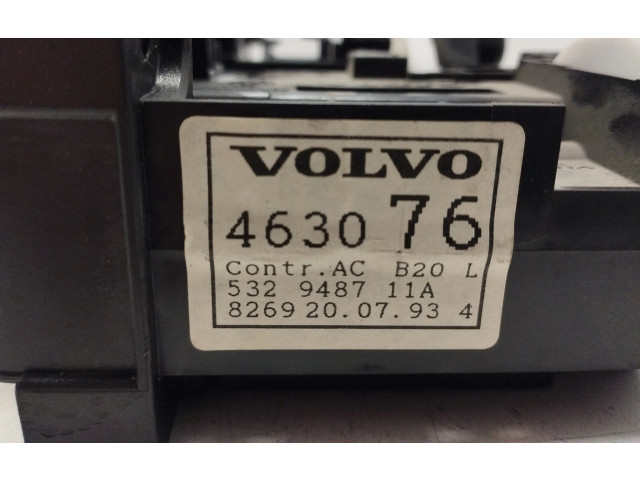 VOLVO
4630 76
Contr.AC B20 L
532 9487 11A
8269 20.07.93 4